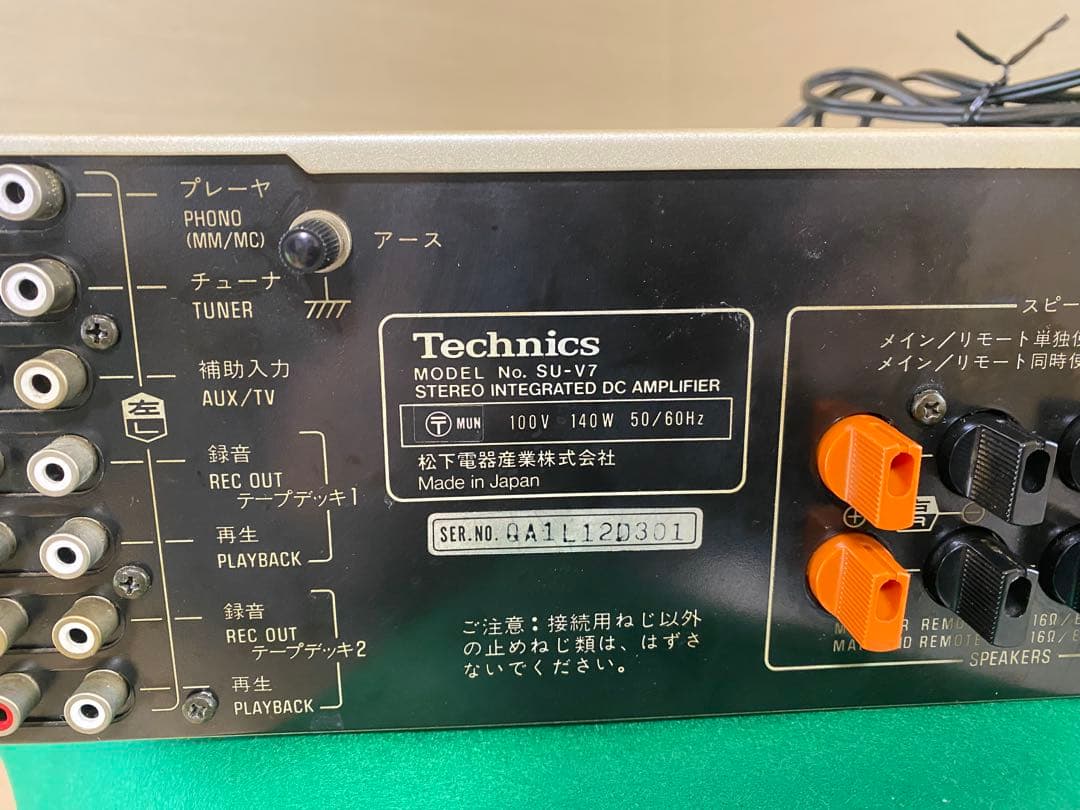 プレーヤ
PHONO
(MM/MC)
アース
チューナ
TUNER
補助入力
AUX/TV
左
L
録音
REC OUT
テープデッキ1
再生
PLAYBACK
録音
REC OUT
テープデッキ2
再生
PLAYBACK
Technics
MODEL No. SU-V7
STEREO INTEGRATED DC AMPLIFIER
〒 MUN 100V 140W 50/60Hz
松下電器産業株式会社
Made in Japan
SER.NO. QA1L12D301
ご注意:接続用ねじ以外
の止めねじ類は、はずさ
ないでください。
スピー
メイン/リモート単独使
メイン/リモート同時使
⊕
⊖
REMO
16Ω/
REMOTE
16Ω/
SPEAKERS